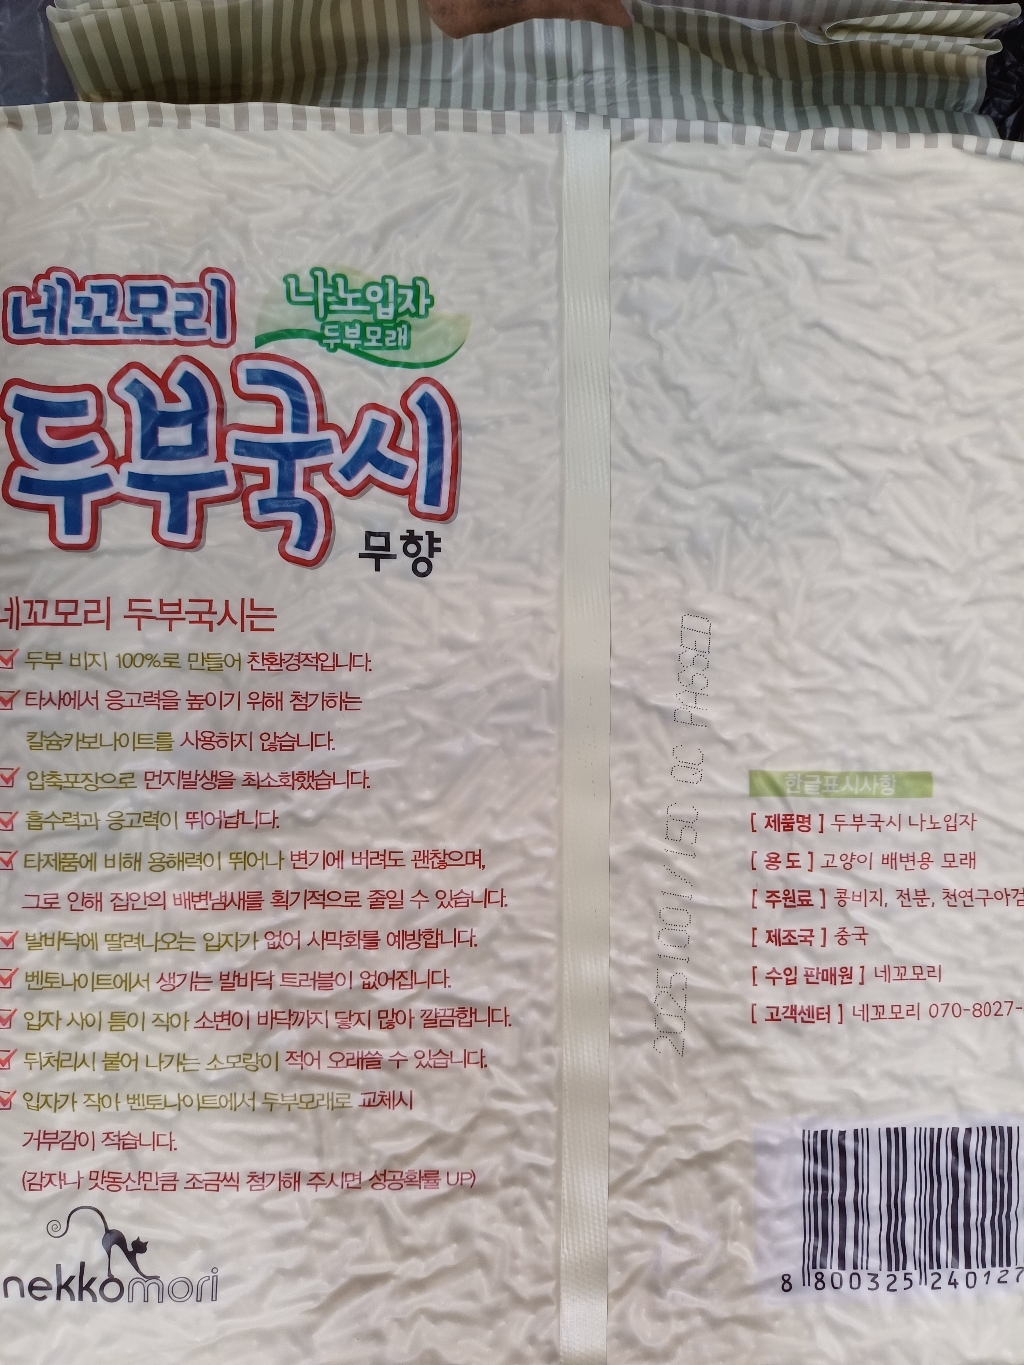 네꼬모리
나노입자
두부모래
두부국시
무향
네꼬모리 두부국시는
두부 비지 100%로 만들어 친환경적입니다.
타사에서 응고력을 높이기 위해 첨가하는
칼슘카보나이트를 사용하지 않습니다.
압축포장으로 먼지발생을 최소화했습니다.
흡수력과 응고력이 뛰어납니다.
타제품에 비해 용해력이 뛰어나 변기에 버려도 괜찮으며,
그로 인해 집안의 배변냄새를 획기적으로 줄일 수 있습니다.
발바닥에 딸려나오는 입자가 없어 사막화를 예방합니다.
벤토나이트에서 생기는 발바닥 트러블이 없어집니다.
입자 사이 틈이 작아 소변이 바닥까지 닿지 많아 깔끔합니다.
뒤처리시 붙어 나가는 소모량이 적어 오래쓸 수 있습니다.
입자가 작아 벤토나이트에서 두부모래로 교체시
거부감이 적습니다.
(감자나 맛동산만큼 조금씩 첨가해 주시면 성공확률 UP)
nekkomori
20251001/151 QC PASSED
한글표시사항
[ 제품명 ] 두부국시 나노입자
[ 용도 ] 고양이 배변용 모래
[ 주원료 ] 콩비지, 전분, 천연구아검
[ 제조국 ] 중국
[ 수입 판매원 ] 네꼬모리
[ 고객센터 ] 네꼬모리 070-8027-
8 800325 240127